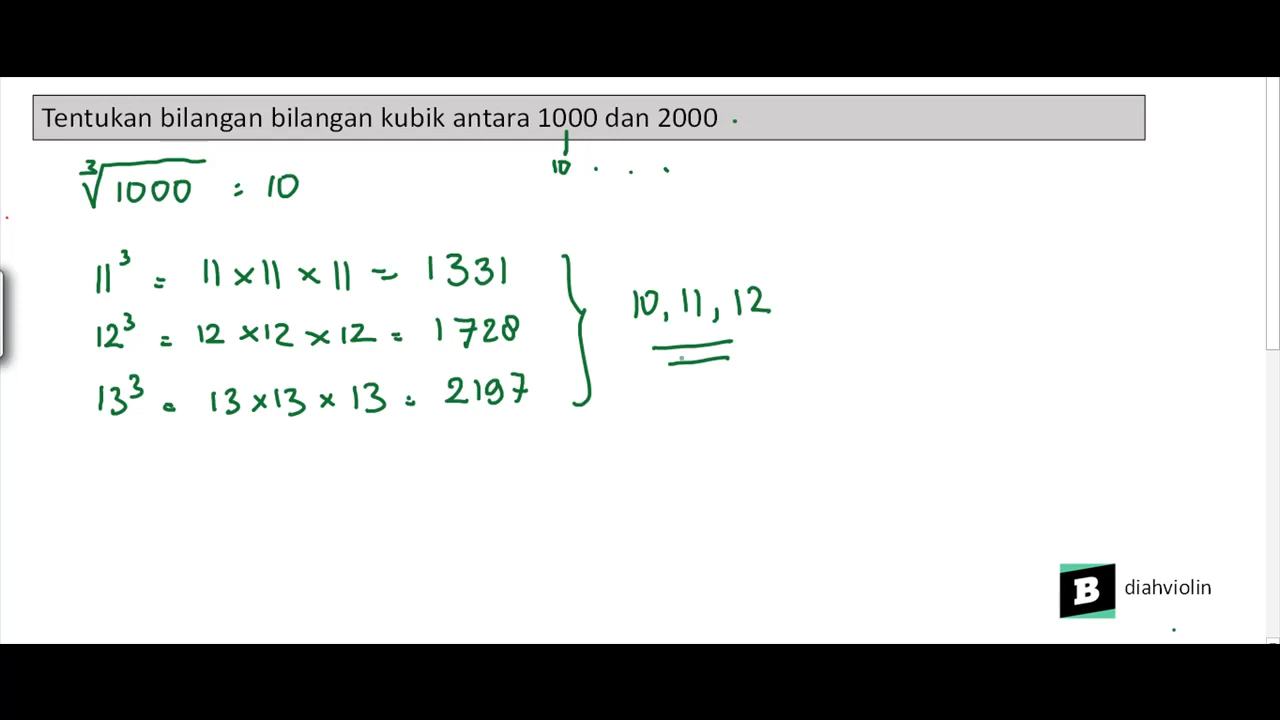 Tentukan bilangan bilangan kubik antara 1000 dan 2000 .
10 . . .
∛1000 = 10
11³ = 11 × 11 × 11 = 1331
12³ = 12 × 12 × 12 = 1728
13³ = 13 × 13 × 13 = 2197
10, 11, 12
B diahviolin